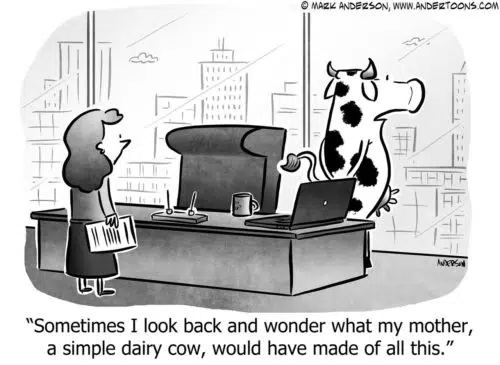 © MARK ANDERSON, WWW.ANDERTOONS.COM
ANDERSON
“Sometimes I look back and wonder what my mother,
a simple dairy cow, would have made of all this.”